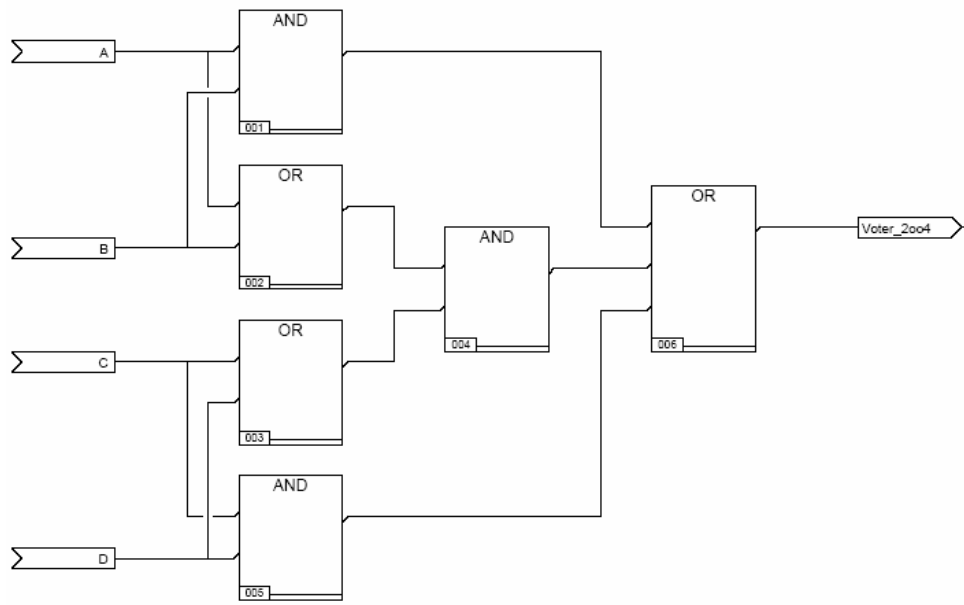 AND
A
001
OR
B
002
AND
OR
Voter_2oo4
004
006
OR
C
003
AND
D
005